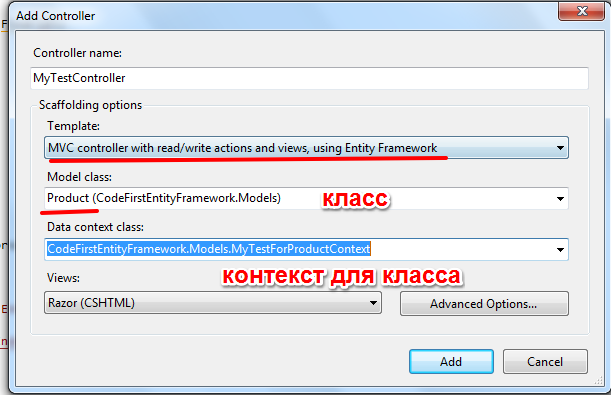 Add Controller
Controller name:
MyTestController
Scaffolding options
Template:
MVC controller with read/write actions and views, using Entity Framework
Model class:
Product (CodeFirstEntityFramework.Models)
класс
Data context class:
CodeFirstEntityFramework.Models.MyTestForProductContext
контекст для класса
Views:
Razor (CSHTML)
Advanced Options...
Add
Cancel